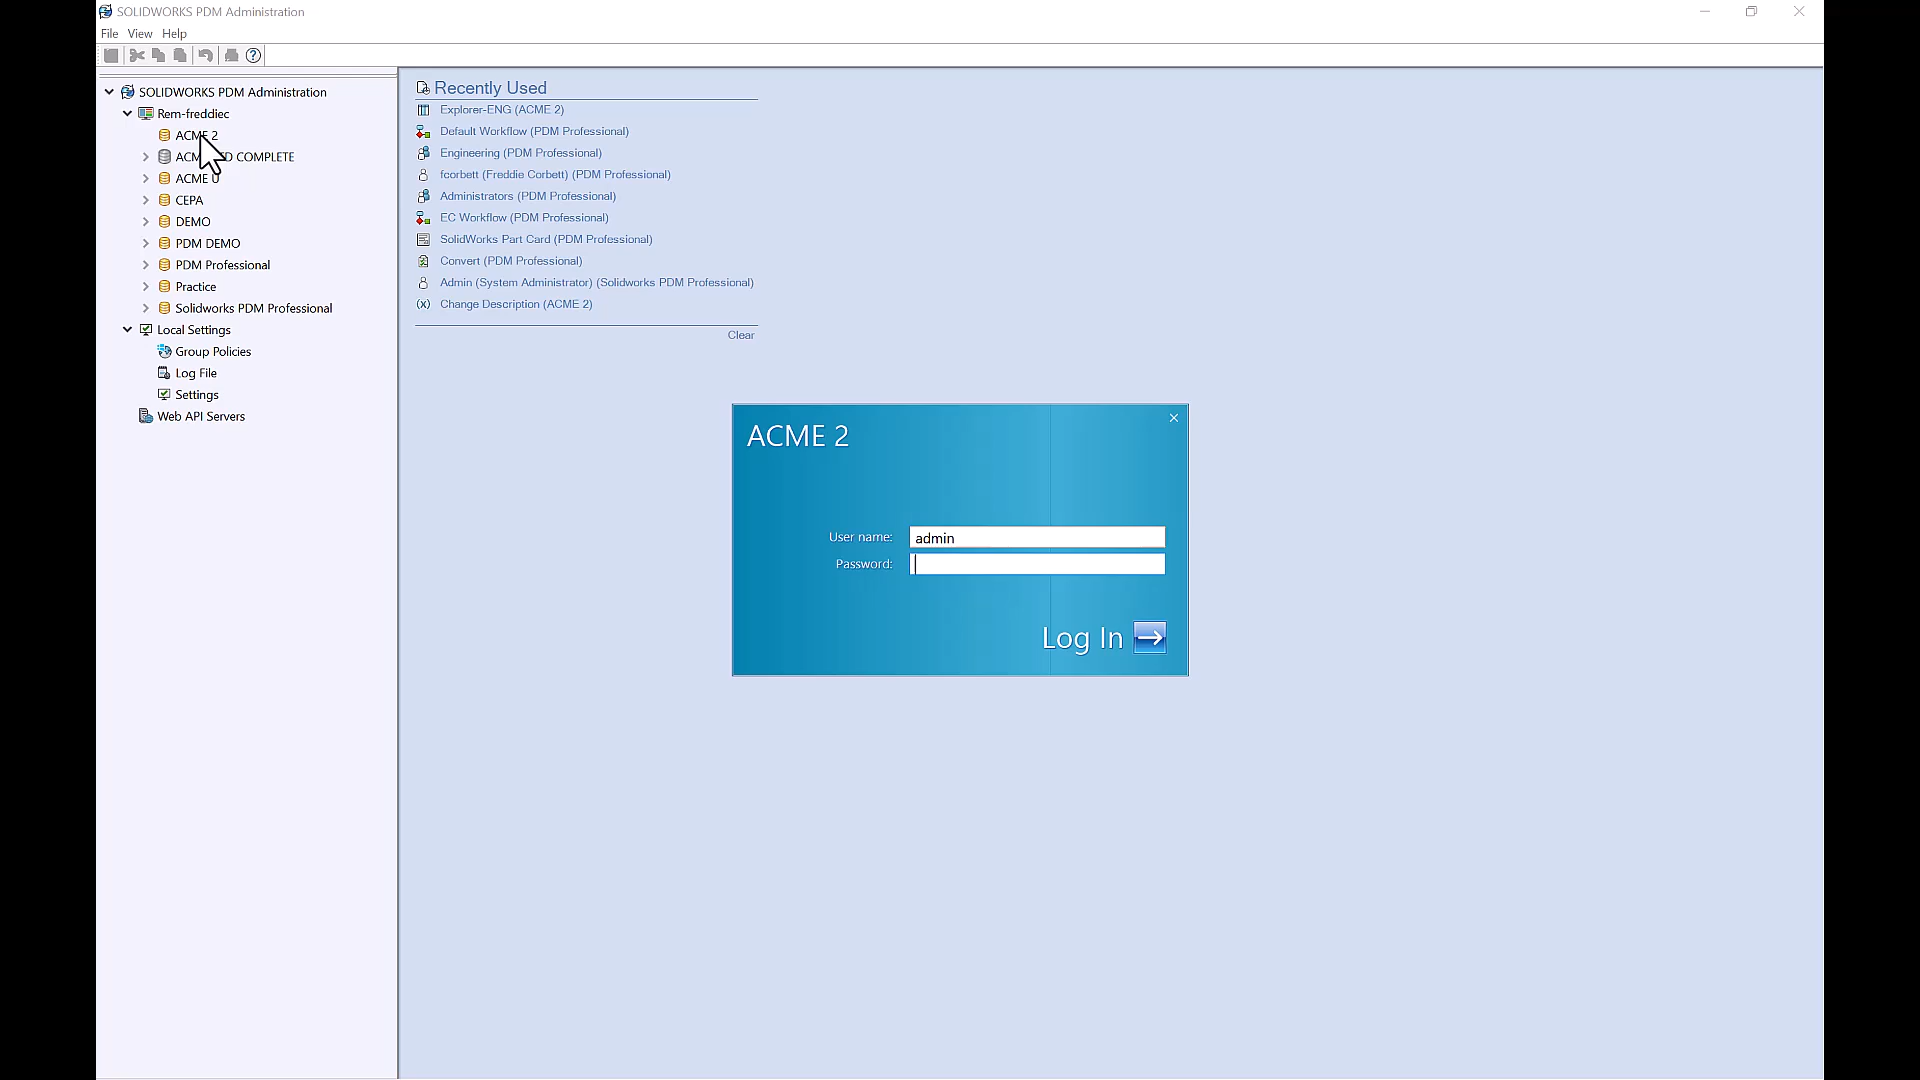 SOLIDWORKS PDM Administration
File View Help
SOLIDWORKS PDM Administration
Rem-freddiec
ACME 2
COMPLETE
ACME U
CEPA
DEMO
PDM DEMO
PDM Professional
Practice
Solidworks PDM Professional
Local Settings
Group Policies
Log File
Settings
Web API Servers
Recently Used
Explorer-ENG (ACME 2)
Default Workflow (PDM Professional)
Engineering (PDM Professional)
fcorbett (Freddie Corbett) (PDM Professional)
Administrators (PDM Professional)
EC Workflow (PDM Professional)
SolidWorks Part Card (PDM Professional)
Convert (PDM Professional)
Admin (System Administrator) (Solidworks PDM Professional)
Change Description (ACME 2)
Clear
ACME 2
User name: admin
Password:
Log In